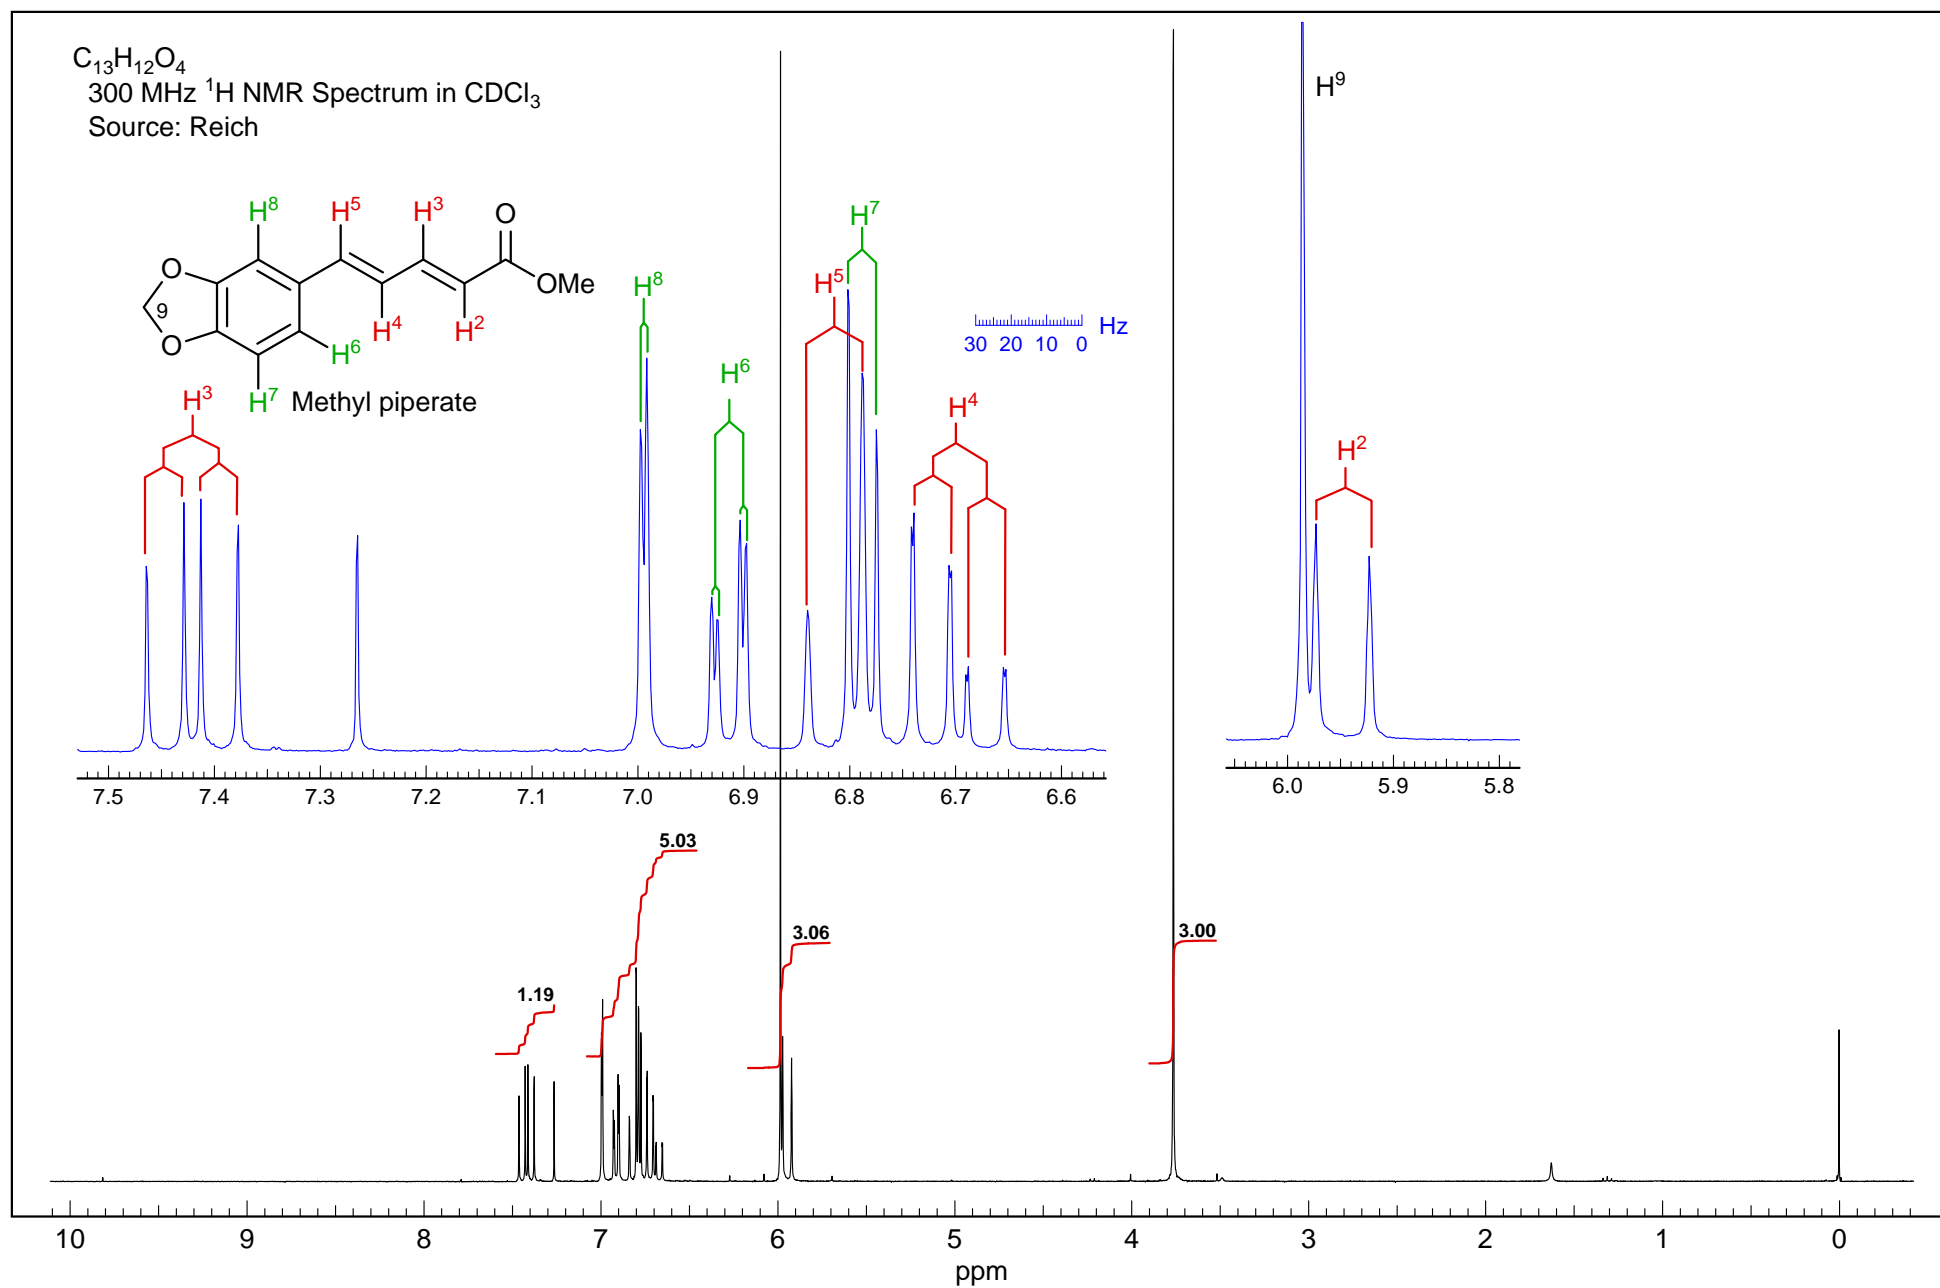 C₁₃H₁₂O₄
300 MHz ¹H NMR Spectrum in CDCl₃
Source: Reich
H⁹
H⁸ H⁵ H³ O
O
9
O
OMe
H⁴ H²
H⁶
H⁷ Methyl piperate
H³
H⁸
H⁶
H⁵
H⁷
H⁴
H²
Hz
30 20 10 0
7.5 7.4 7.3 7.2 7.1 7.0 6.9 6.8 6.7 6.6
6.0 5.9 5.8
5.03
3.06
3.00
1.19
10 9 8 7 6 5 4 3 2 1 0
ppm